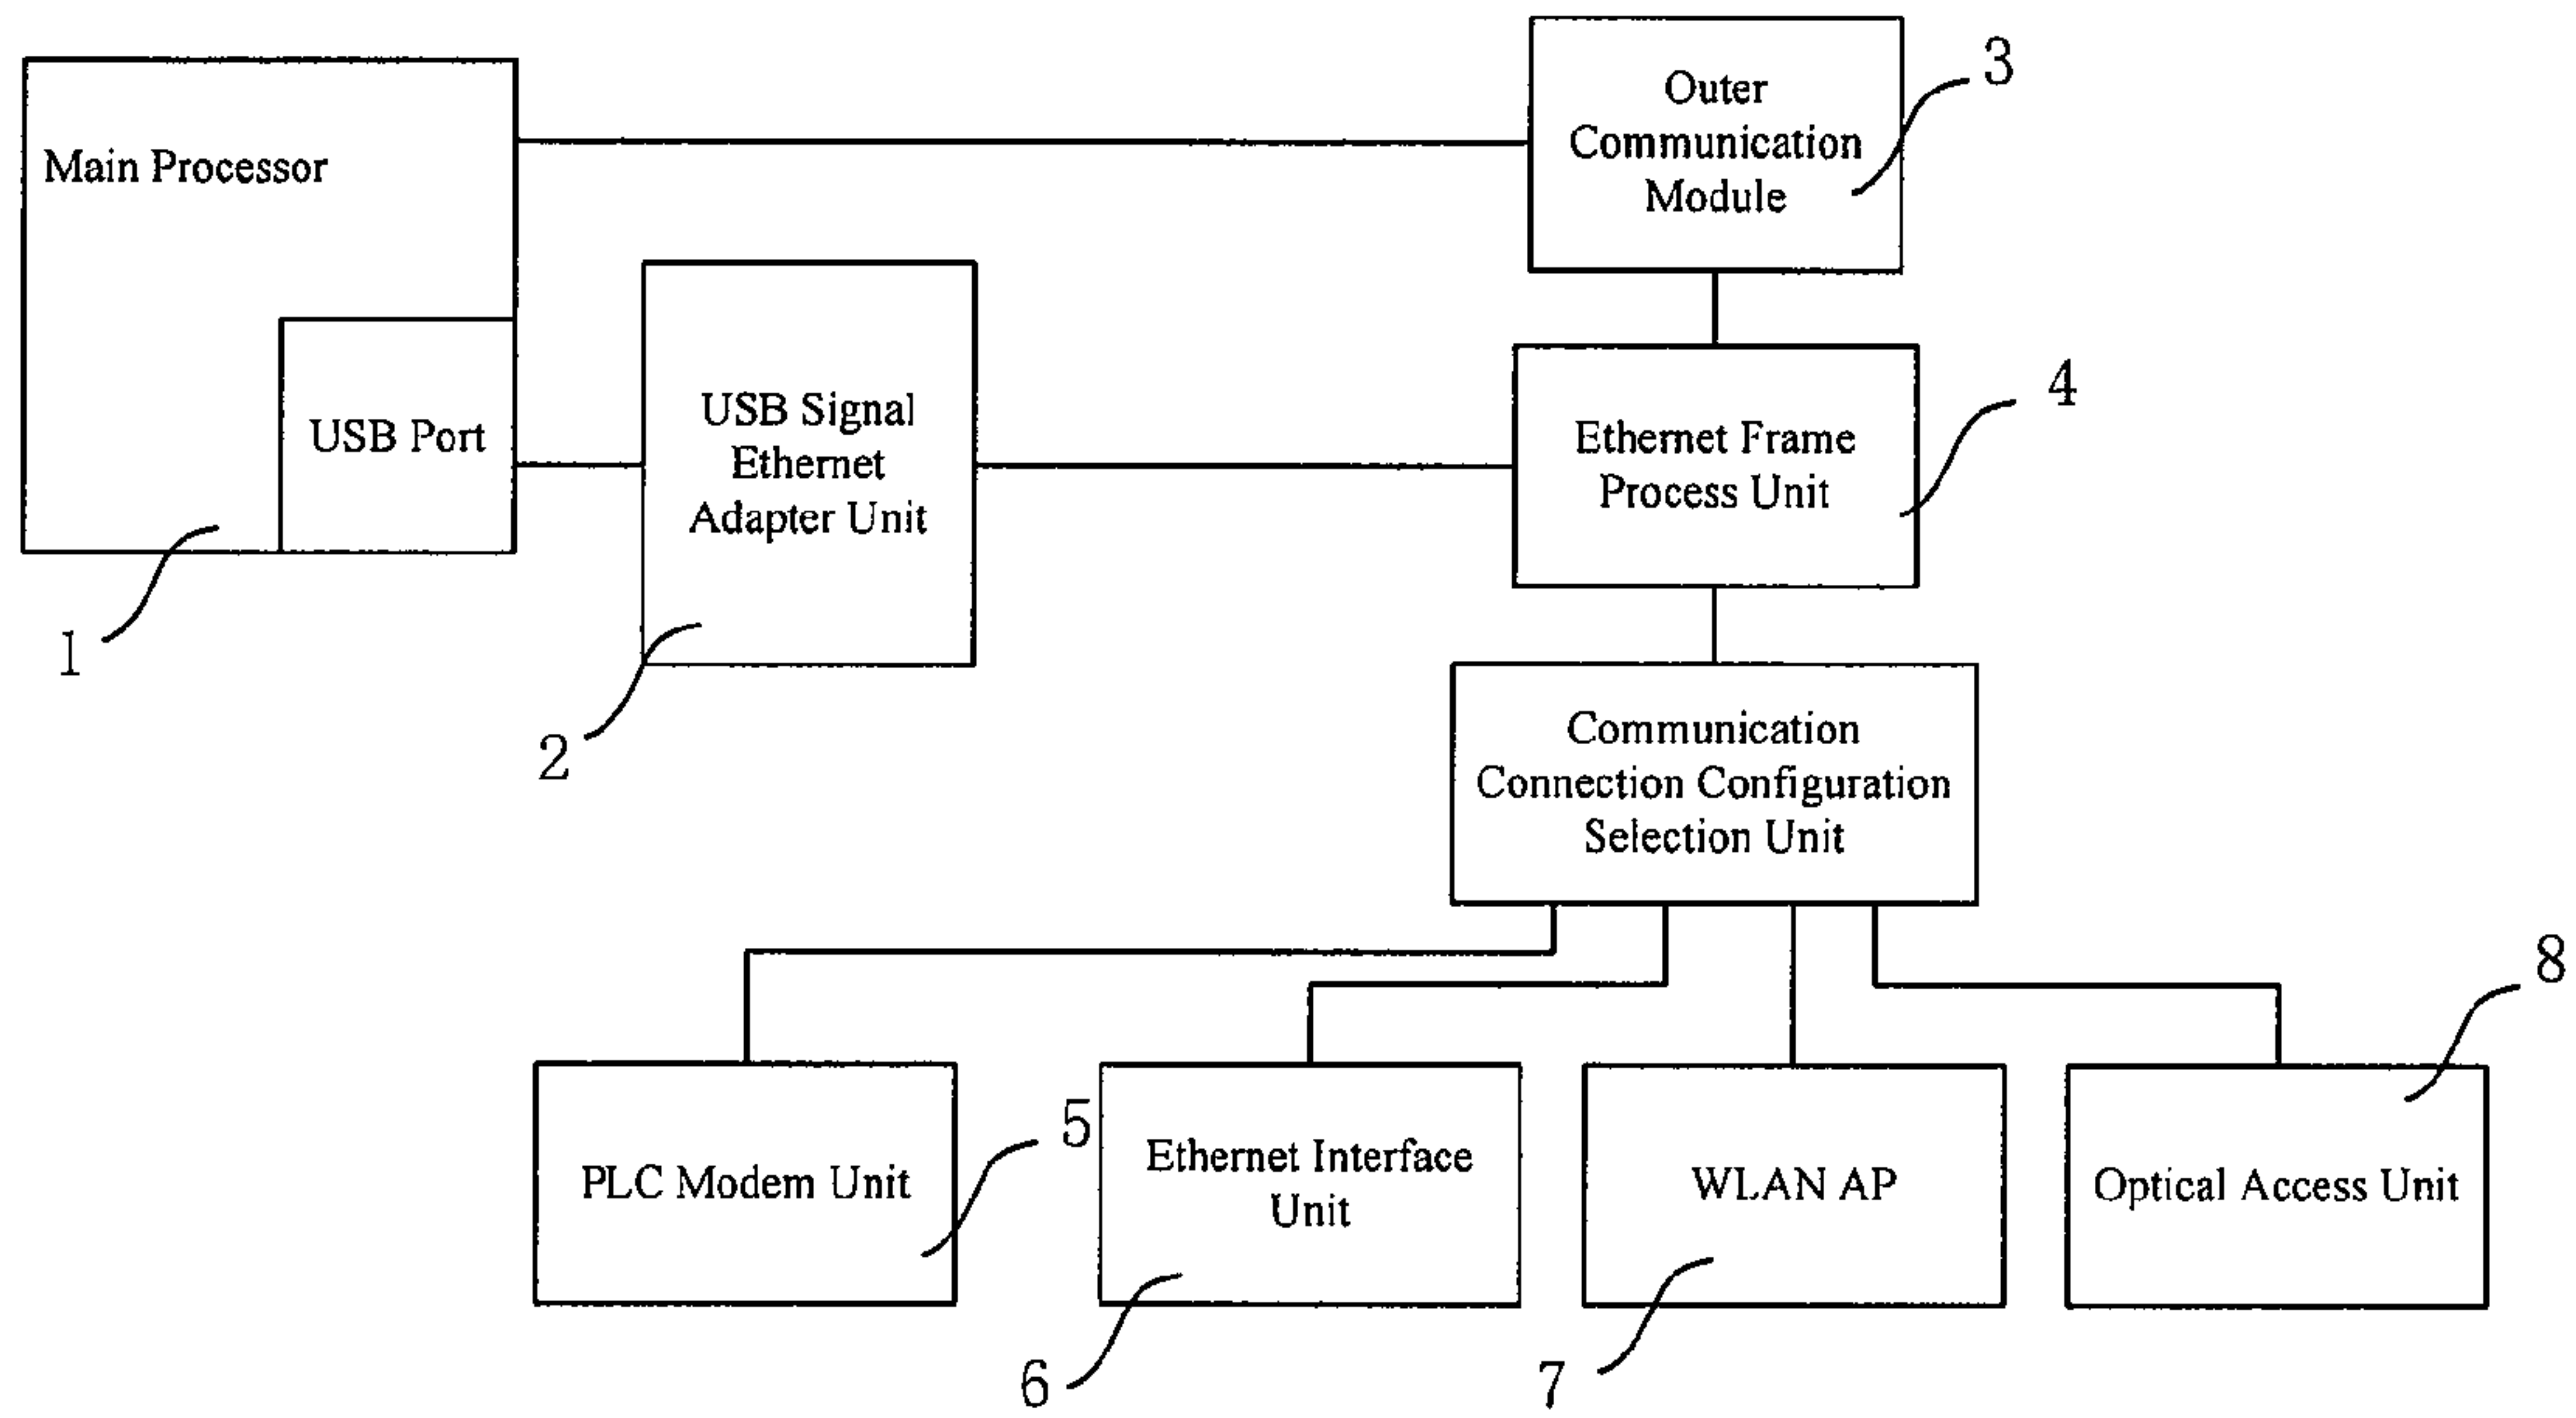 Outer
Communication
Module
3
Main Processor
USB Port
1
USB Signal
Ethernet
Adapter Unit
2
Ethernet Frame
Process Unit
4
Communication
Connection Configuration
Selection Unit
PLC Modem Unit
5
Ethernet Interface
Unit
6
WLAN AP
7
Optical Access Unit
8